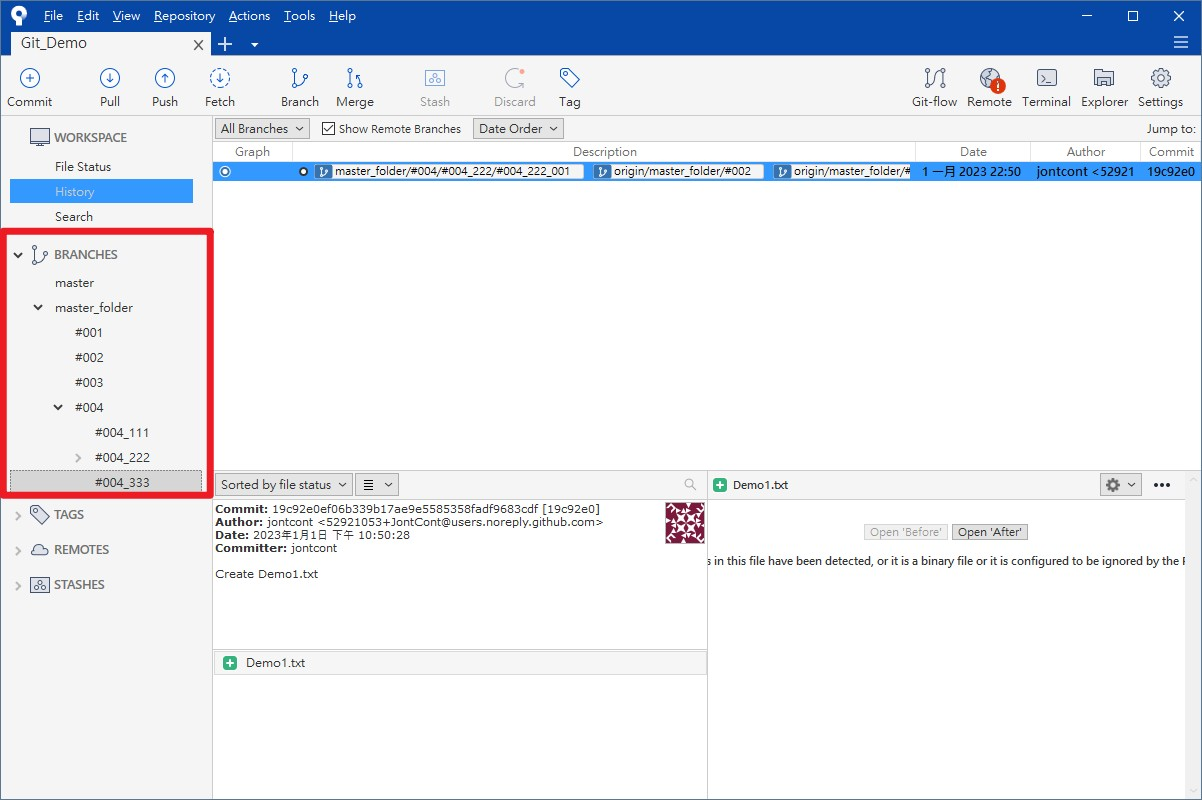 File Edit View Repository Actions Tools Help
Git_Demo
Commit Pull Push Fetch Branch Merge Stash Discard Tag Git-flow Remote Terminal Explorer Settings
WORKSPACE
File Status
History
Search
BRANCHES
master
master_folder
#001
#002
#003
#004
#004_111
#004_222
#004_333
TAGS
REMOTES
STASHES
All Branches Show Remote Branches Date Order Jump to:
Graph Description Date Author Commit
master_folder/#004/#004_222/#004_222_001 origin/master_folder/#002 origin/master_folder/# 1 一月 2023 22:50 jontcont <52921 19c92e0
Sorted by file status
Commit: 19c92e0ef06b339b17ae9e5585358fadf9683cdf [19c92e0]
Author: jontcont <52921053+JontCont@users.noreply.github.com>
Date: 2023年1月1日 下午 10:50:28
Committer: jontcont
Create Demo1.txt
Demo1.txt
Demo1.txt
Open 'Before' Open 'After'
s in this file have been detected, or it is a binary file or it is configured to be ignored by the